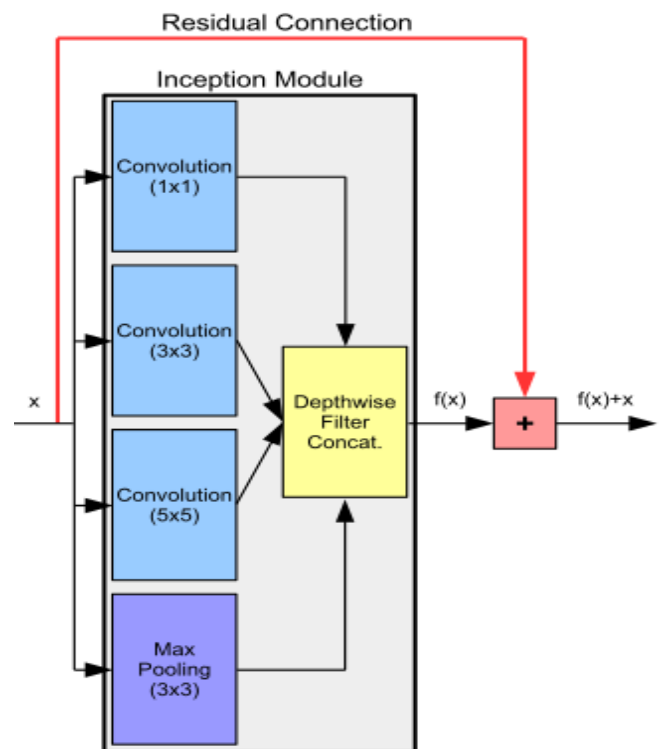 Residual Connection
Inception Module
Convolution
(1x1)
Convolution
(3x3)
x
Depthwise
Filter
Concat.
f(x)
+
f(x)+x
Convolution
(5x5)
Max
Pooling
(3x3)